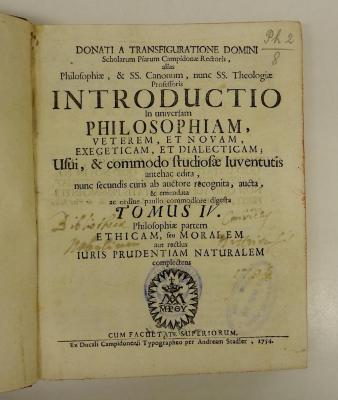 Ph 2
8
DONATI A TRANSFIGURATIONE DOMINI
Scholarum Piarum Campidonæ Rectoris,
alias
Philosophiæ, & SS. Canonum, nunc SS. Theologiæ
Professoris
INTRODUCTIO
In universam
PHILOSOPHIAM,
VETEREM, ET NOVAM,
EXEGETICAM, ET DIALECTICAM;
Usui, & commodo studiosæ Iuventutis
antehac edita,
nunc secundis curis ab auctore recognita, aucta,
& emendata
ac ordine paullo commodiore digesta
TOMUS IV.
Philosophiæ partem
ETHICAM, seu MORALEM
aut rectius
IURIS PRUDENTIAM NATURALEM
complectens
CUM FACULTATE SUPERIORUM.
Ex Ducali Campidonensi Typographeo per Andream Stadler, 1754.